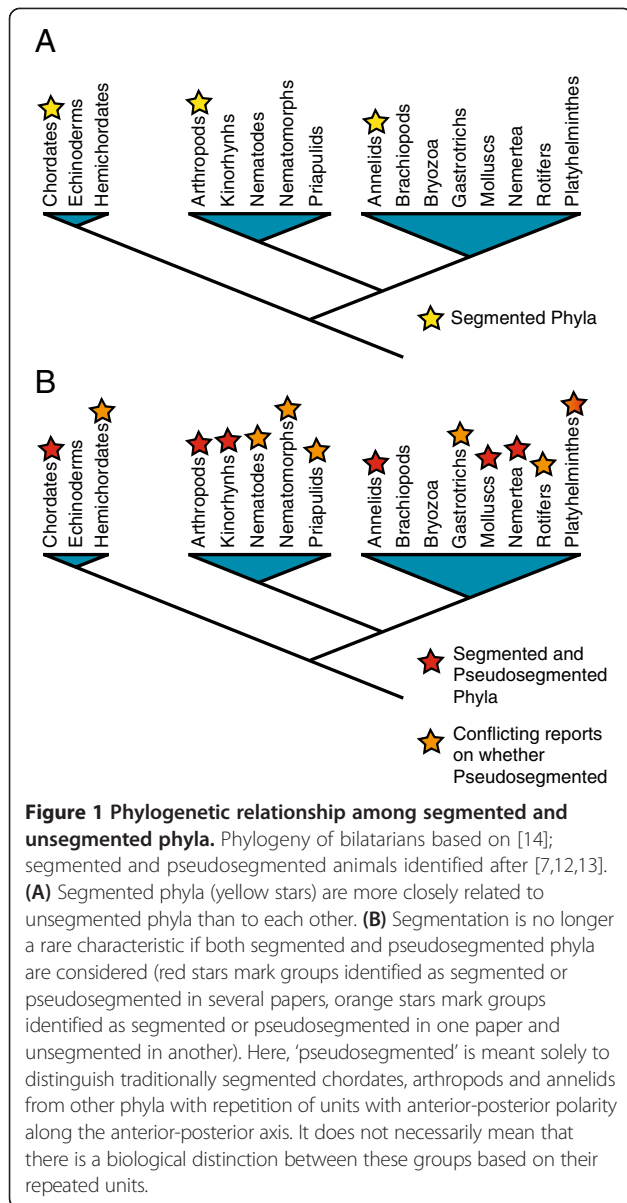 A
Chordates
Echinoderms
Hemichordates
Arthropods
Kinorhynhs
Nematodes
Nematomorphs
Priapulids
Annelids
Brachiopods
Bryozoa
Gastrotrichs
Molluscs
Nemertea
Rotifers
Platyhelminthes
Segmented Phyla
B
Chordates
Echinoderms
Hemichordates
Arthropods
Kinorhynhs
Nematodes
Nematomorphs
Priapulids
Annelids
Brachiopods
Bryozoa
Gastrotrichs
Molluscs
Nemertea
Rotifers
Platyhelminthes
Segmented and
Pseudosegmented
Phyla
Conflicting reports
on whether
Pseudosegmented
Figure 1 Phylogenetic relationship among segmented and
unsegmented phyla. Phylogeny of bilatarians based on [14];
segmented and pseudosegmented animals identified after [7,12,13].
(A) Segmented phyla (yellow stars) are more closely related to
unsegmented phyla than to each other. (B) Segmentation is no longer
a rare characteristic if both segmented and pseudosegmented phyla
are considered (red stars mark groups identified as segmented or
pseudosegmented in several papers, orange stars mark groups
identified as segmented or pseudosegmented in one paper and
unsegmented in another). Here, ‘pseudosegmented’ is meant solely to
distinguish traditionally segmented chordates, arthropods and annelids
from other phyla with repetition of units with anterior-posterior polarity
along the anterior-posterior axis. It does not necessarily mean that
there is a biological distinction between these groups based on their
repeated units.